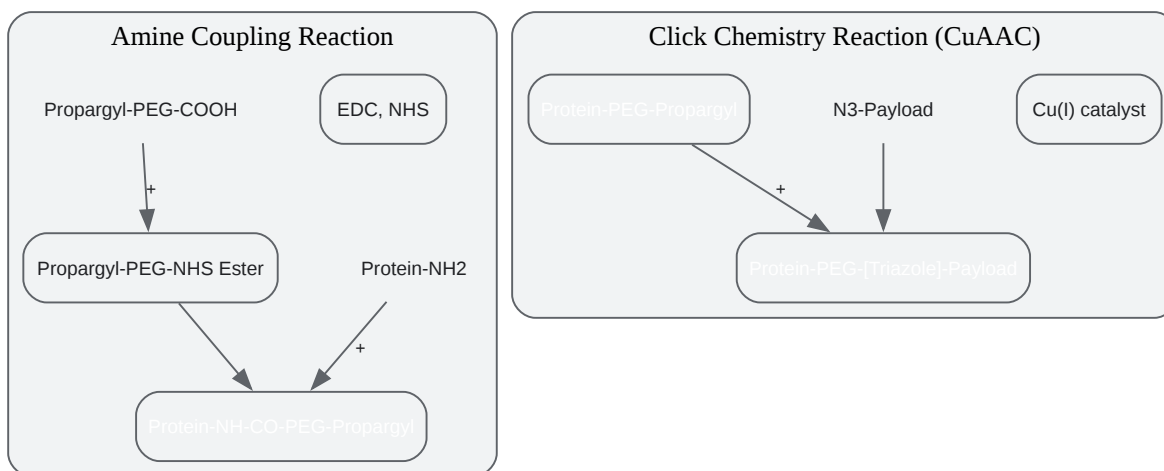 Amine Coupling Reaction
Propargyl-PEG-COOH
EDC, NHS
+
Propargyl-PEG-NHS Ester
Protein-NH2
+
Protein-NH-CO-PEG-Propargyl
Click Chemistry Reaction (CuAAC)
Protein-PEG-Propargyl
N3-Payload
Cu(I) catalyst
+
Protein-PEG-[Triazole]-Payload